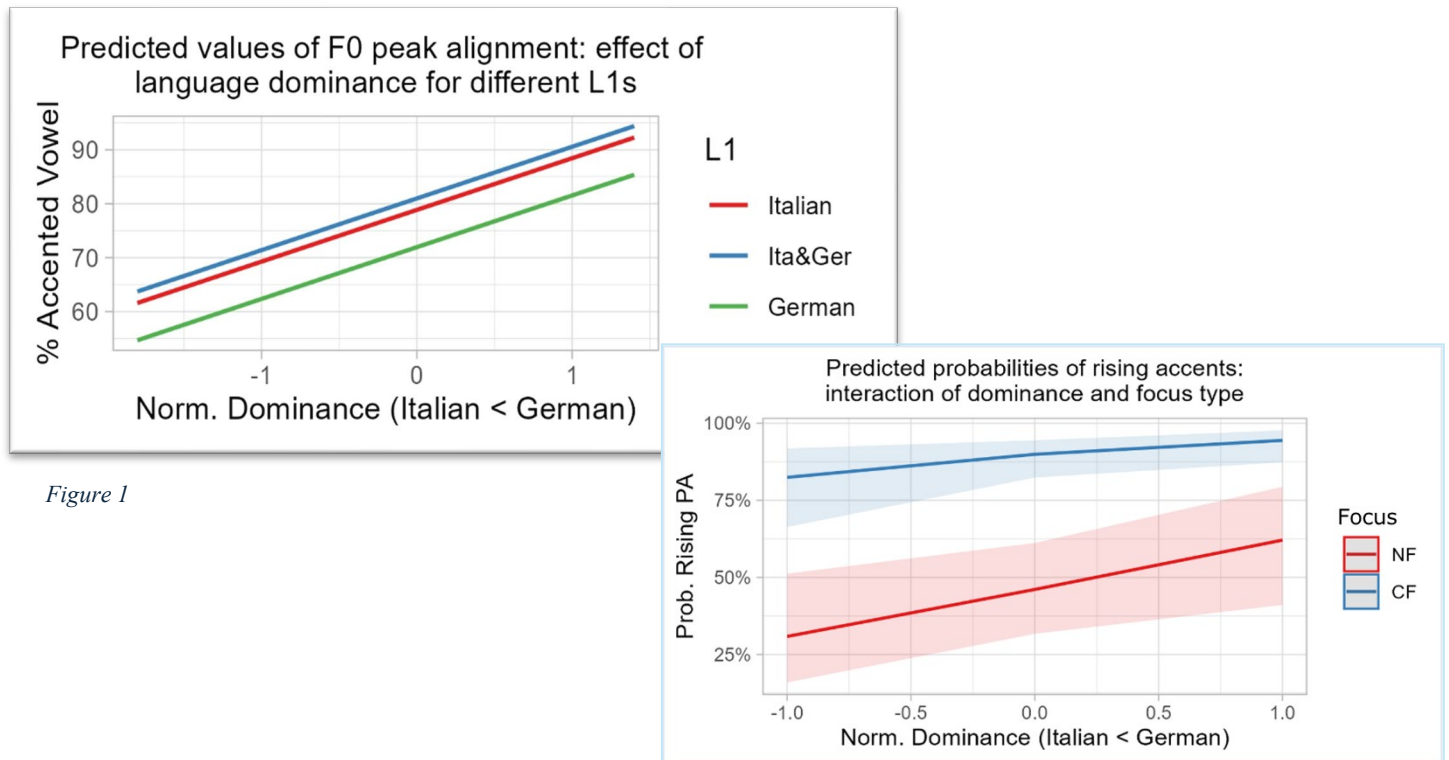 Predicted values of F0 peak alignment: effect of
language dominance for different L1s
% Accented Vowel
90
80
70
60
-1
0
1
Norm. Dominance (Italian < German)
L1
Italian
Ita&Ger
German
Figure 1
Predicted probabilities of rising accents:
interaction of dominance and focus type
Prob. Rising PA
100%
75%
50%
25%
-1.0
-0.5
0.0
0.5
1.0
Norm. Dominance (Italian < German)
Focus
NF
CF